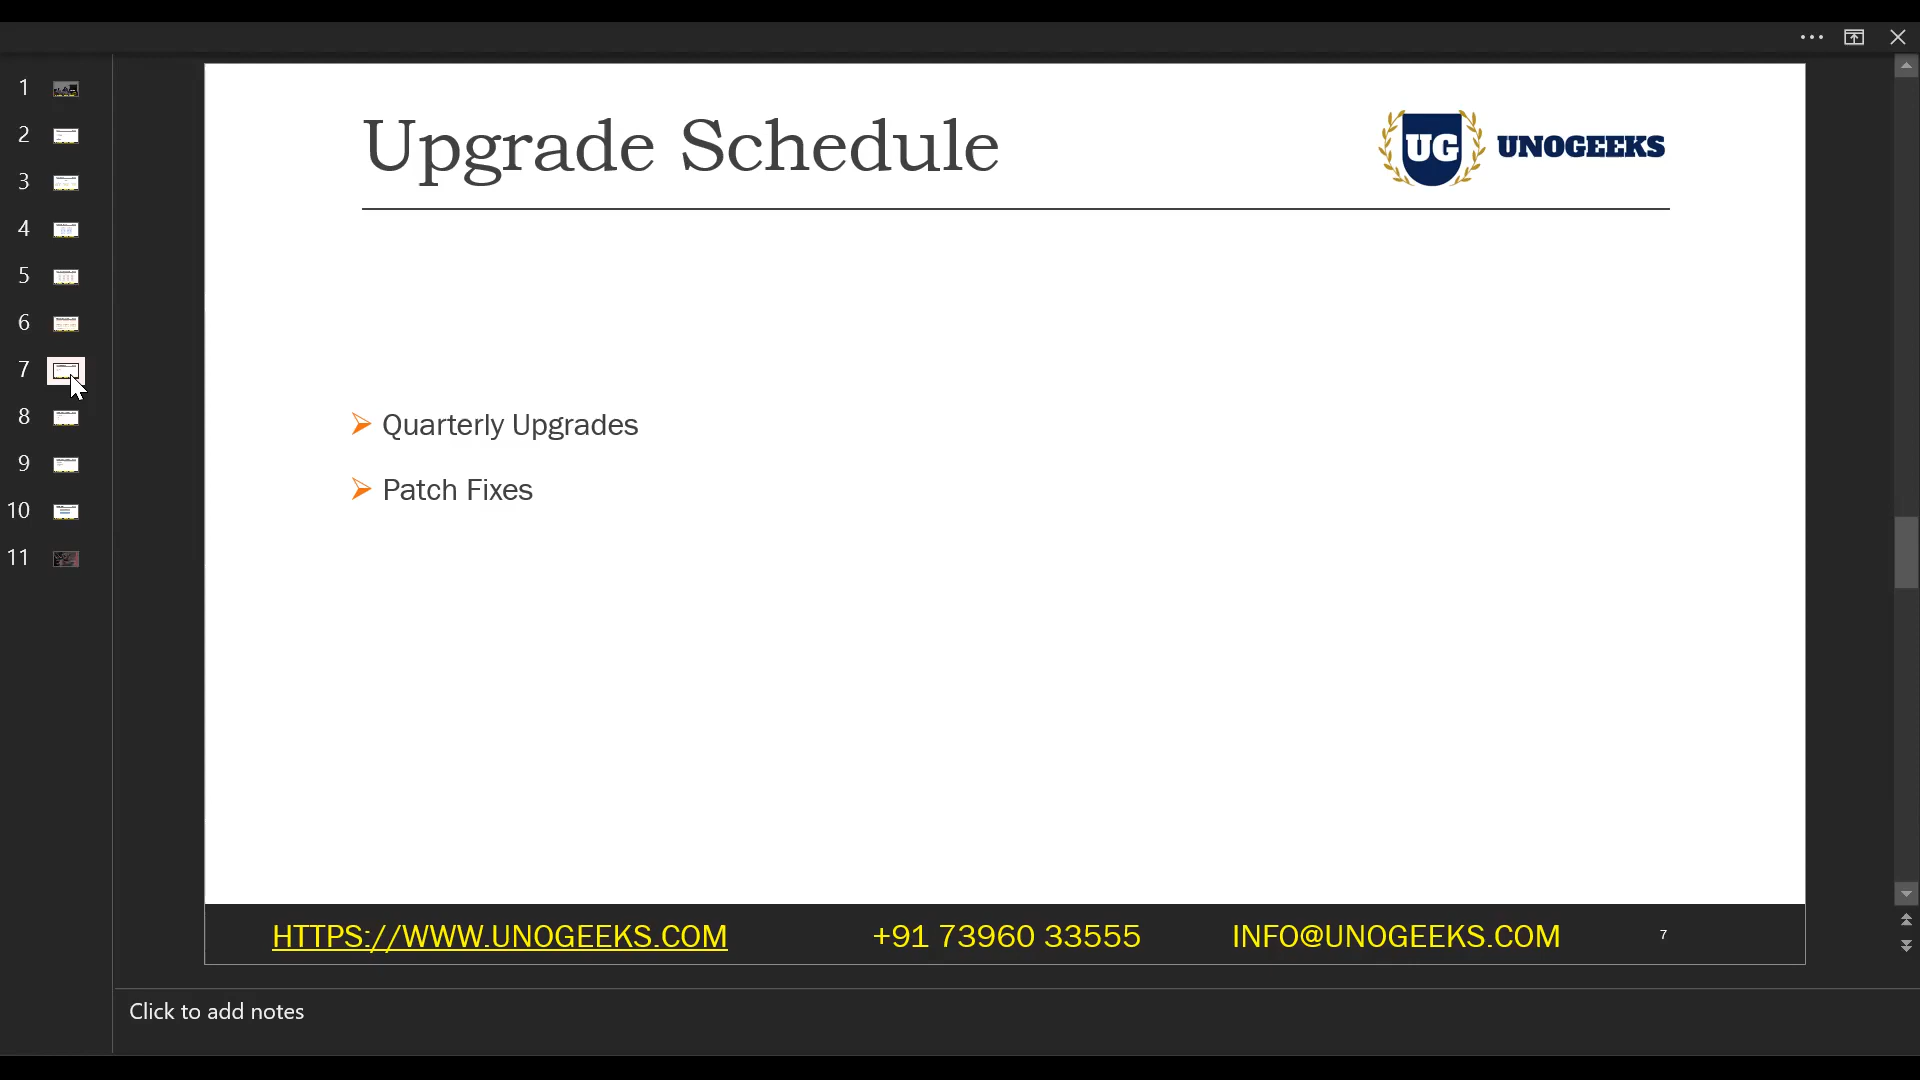 1
2
3
4
5
6
7
8
9
10
11
Upgrade Schedule
UG UNOGEEKS
Quarterly Upgrades
Patch Fixes
HTTPS://WWW.UNOGEEKS.COM +91 73960 33555 INFO@UNOGEEKS.COM 7
Click to add notes